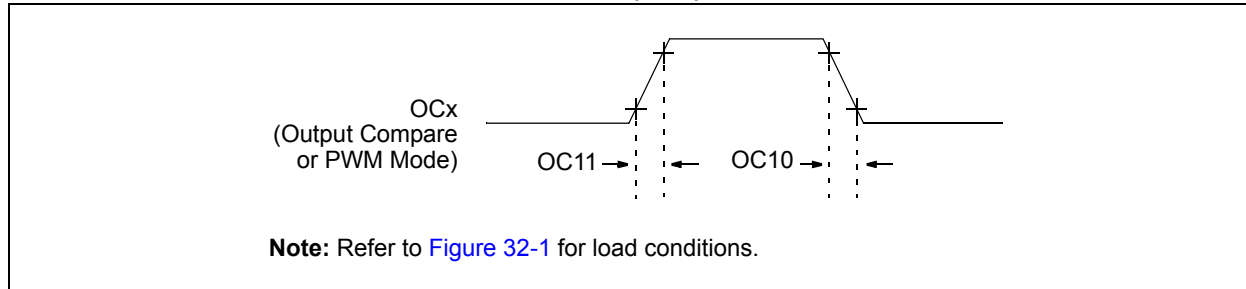 OCx
(Output Compare
or PWM Mode)
OC11
OC10
Note: Refer to Figure 32-1 for load conditions.